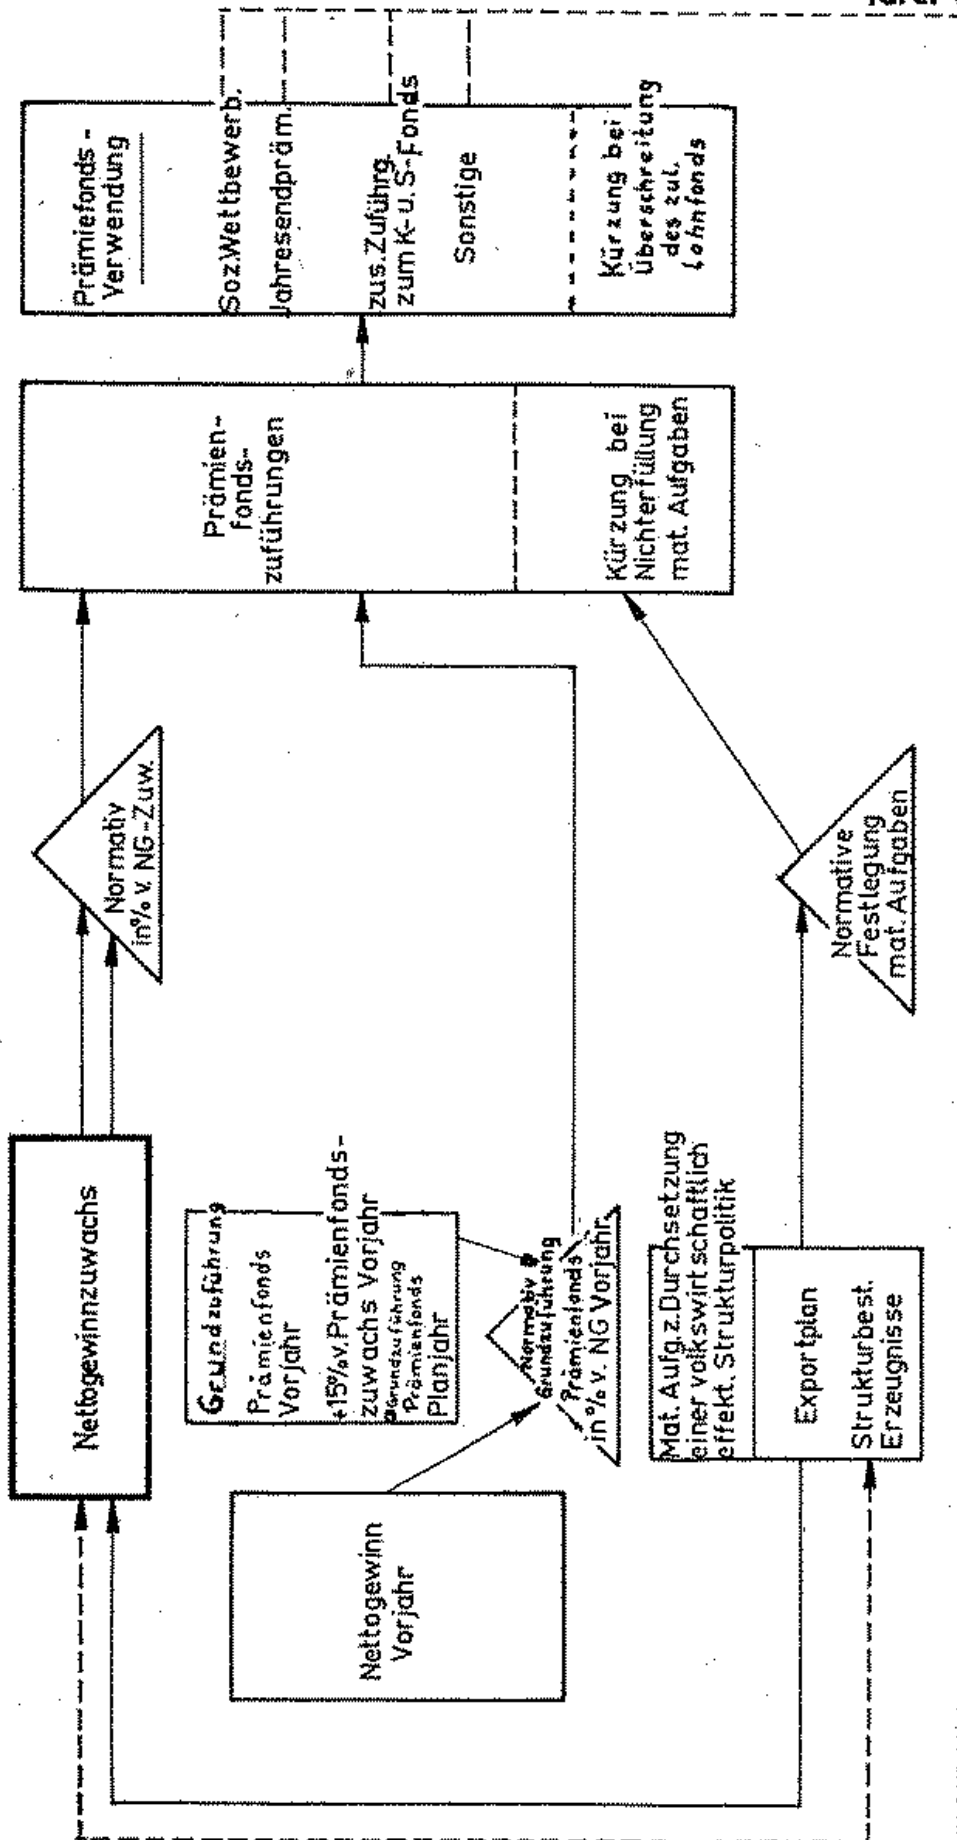 Nettogewinnzuwachs
Grundzuführung
Prämienfonds
Vorjahr
+15% v. Prämienfonds-
zuwachs Vorjahr
Grundzuführung
Prämienfonds
Planjahr
Nettogewinn
Vorjahr
Normativ
Grundzuführung
Prämienfonds
in % v. NG Vorjahr
Mat. Aufg. z. Durchsetzung
einer volkswirtschaftlich
effekt. Strukturpolitik
Exportplan
Strukturbest.
Erzeugnisse
Normativ
in % v. NG-Zuw.
Normative
Festlegung
mat. Aufgaben
Prämien-
fonds-
zuführungen
Kürzung bei
Nichterfüllung
mat. Aufgaben
Prämiefonds-
Verwendung
Soz.Wettbewerb.
Jahresendpräm.
zus. Zuführg.
zum K- u. S-Fonds
Sonstige
Kürzung bei
Überschreitung
des zul.
Lohnfonds